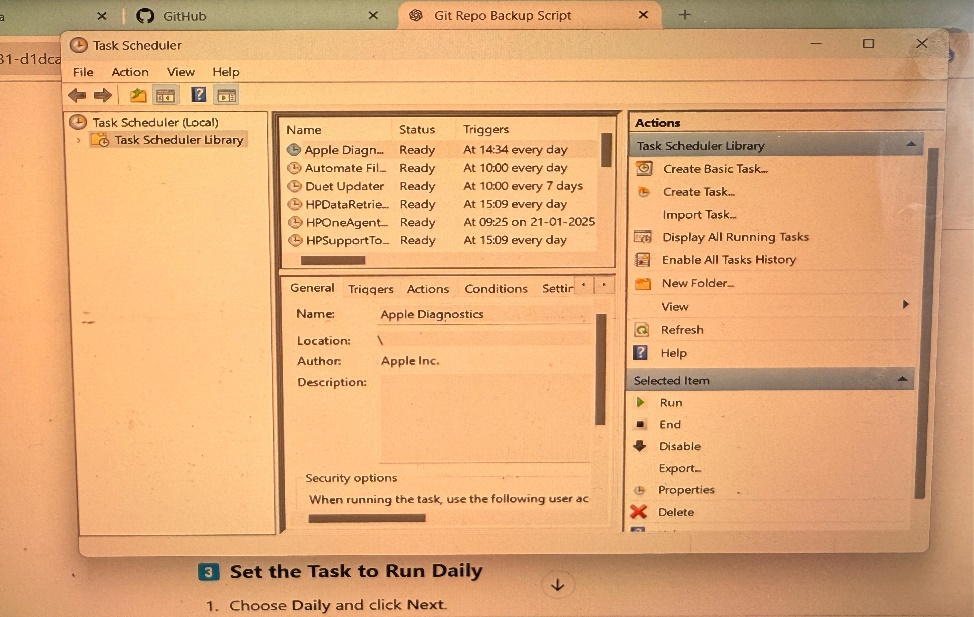 a
GitHub
Git Repo Backup Script
31-d1dca
Task Scheduler
File Action View Help
Task Scheduler (Local)
Task Scheduler Library
Name Status Triggers
Apple Diagn... Ready At 14:34 every day
Automate Fil... Ready At 10:00 every day
Duet Updater Ready At 10:00 every 7 days
HPDataRetrie... Ready At 15:09 every day
HPOneAgent... Ready At 09:25 on 21-01-2025
HPSupportTo... Ready At 15:09 every day
General Triggers Actions Conditions Settin
Name: Apple Diagnostics
Location: \
Author: Apple Inc.
Description:
Security options
When running the task, use the following user ac
Actions
Task Scheduler Library
Create Basic Task...
Create Task...
Import Task...
Display All Running Tasks
Enable All Tasks History
New Folder...
View
Refresh
Help
Selected Item
Run
End
Disable
Export...
Properties
Delete
3 Set the Task to Run Daily
1. Choose Daily and click Next.